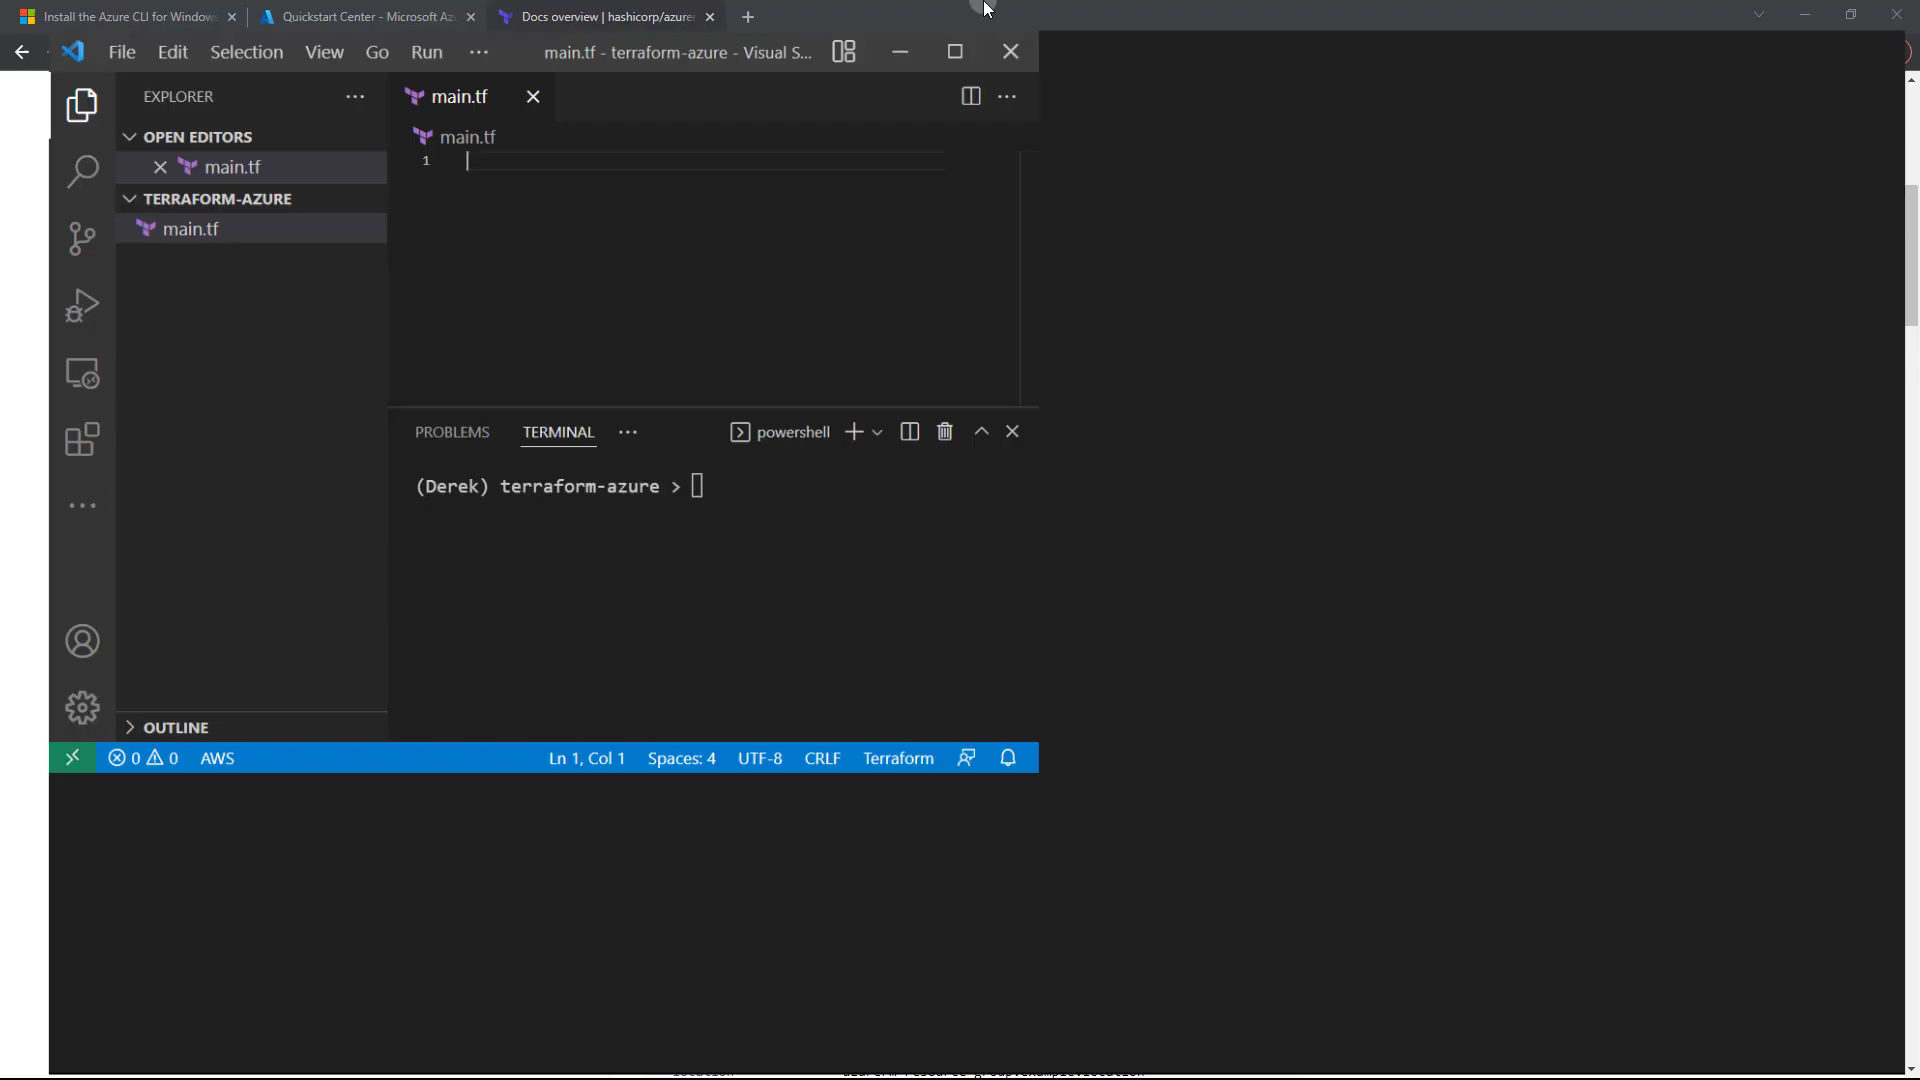 Install the Azure CLI for Window
Quickstart Center - Microsoft Az
Docs overview | hashicorp/azurer
File Edit Selection View Go Run ··· main.tf - terraform-azure - Visual S...
EXPLORER ···
main.tf
OPEN EDITORS
main.tf
main.tf
1
TERRAFORM-AZURE
main.tf
PROBLEMS TERMINAL ··· powershell
(Derek) terraform-azure >
OUTLINE
0 0 AWS Ln 1, Col 1 Spaces: 4 UTF-8 CRLF Terraform